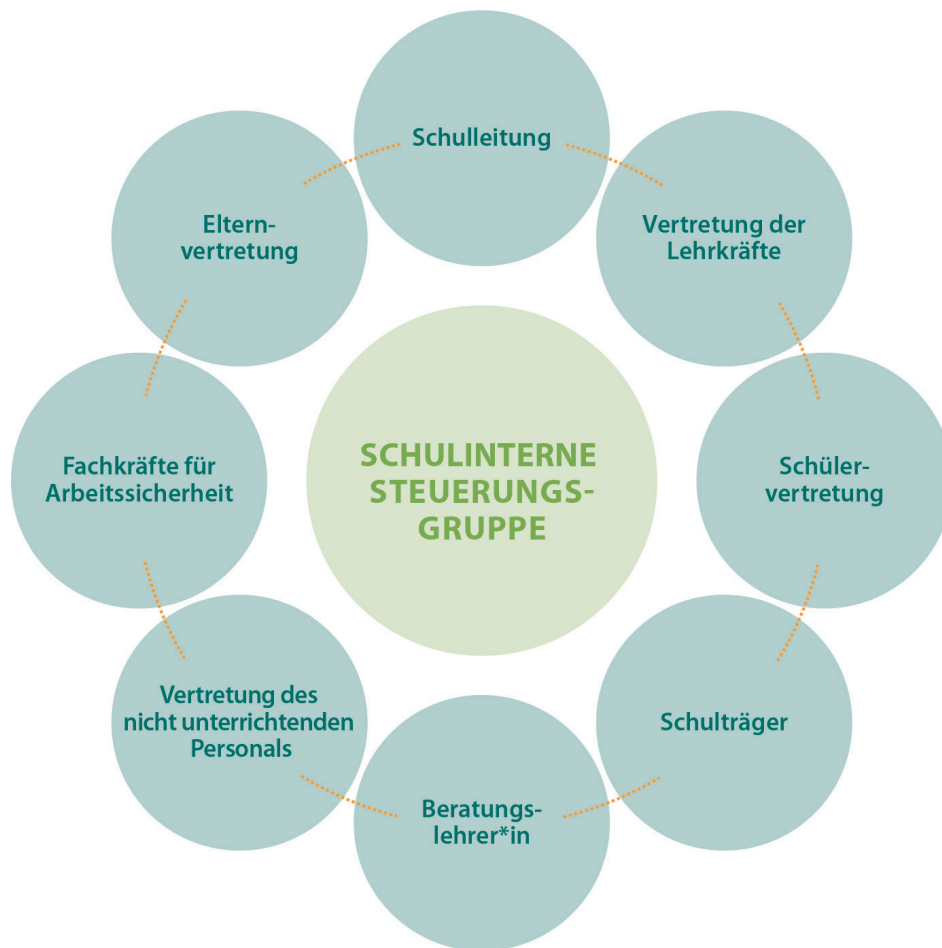 Schulleitung
Vertretung der
Lehrkräfte
Schüler-
vertretung
Schulträger
Beratungs-
lehrer*in
Vertretung des
nicht unterrichtenden
Personals
Fachkräfte für
Arbeitssicherheit
Eltern-
vertretung
SCHULINTERNE
STEUERUNGS-
GRUPPE